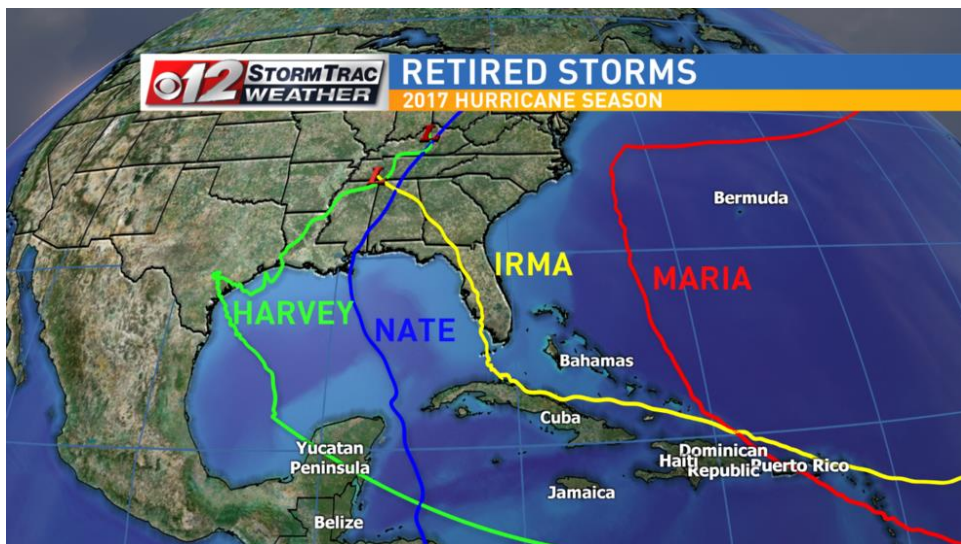 12 STORMTRAC
WEATHER
RETIRED STORMS
2017 HURRICANE SEASON
Bermuda
IRMA
MARIA
HARVEY
NATE
Bahamas
Cuba
Yucatan
Peninsula
Dominican
Republic
Haiti
Puerto Rico
Jamaica
Belize
L
L